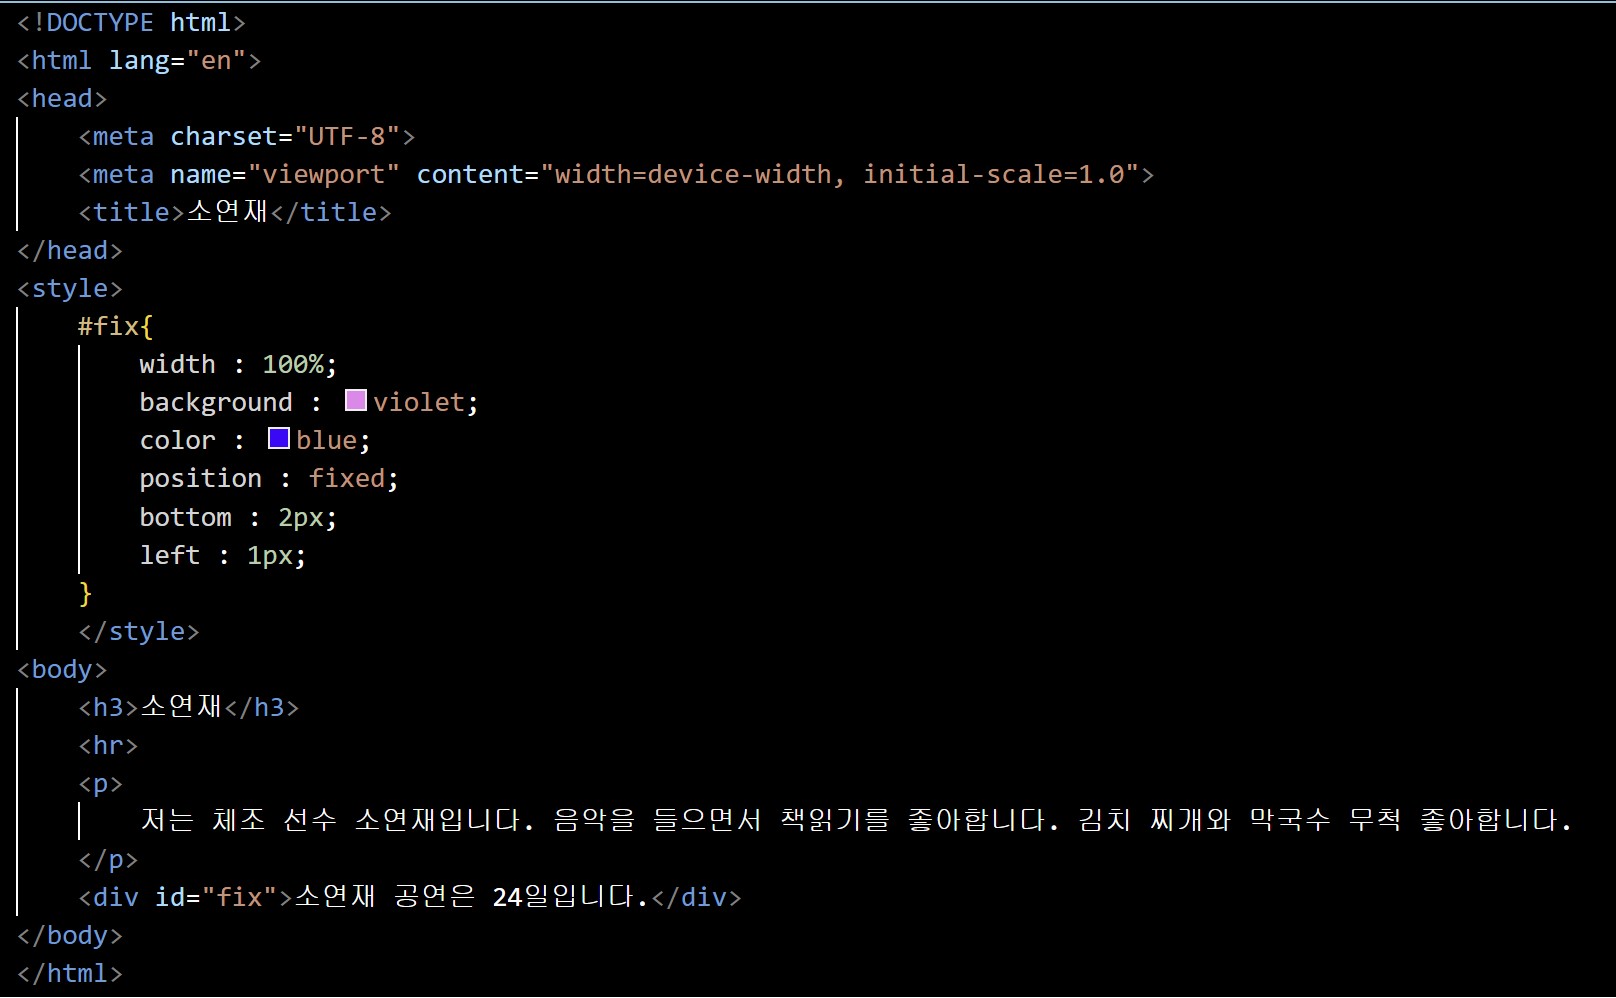 <!DOCTYPE html>
<html lang="en">
<head>
    <meta charset="UTF-8">
    <meta name="viewport" content="width=device-width, initial-scale=1.0">
    <title>소연재</title>
</head>
<style>
    #fix{
        width : 100%;
        background : violet;
        color : blue;
        position : fixed;
        bottom : 2px;
        left : 1px;
    }
    </style>
<body>
    <h3>소연재</h3>
    <hr>
    <p>
        저는 체조 선수 소연재입니다. 음악을 들으면서 책읽기를 좋아합니다. 김치 찌개와 막국수 무척 좋아합니다.
    </p>
    <div id="fix">소연재 공연은 24일입니다.</div>
</body>
</html>